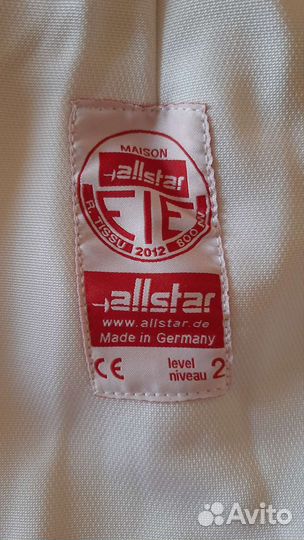 MAISON
allstar
FIE
R. TISSU 2012 800 N
allstar
www.allstar.de
Made in Germany
CE level
niveau 2
Avito